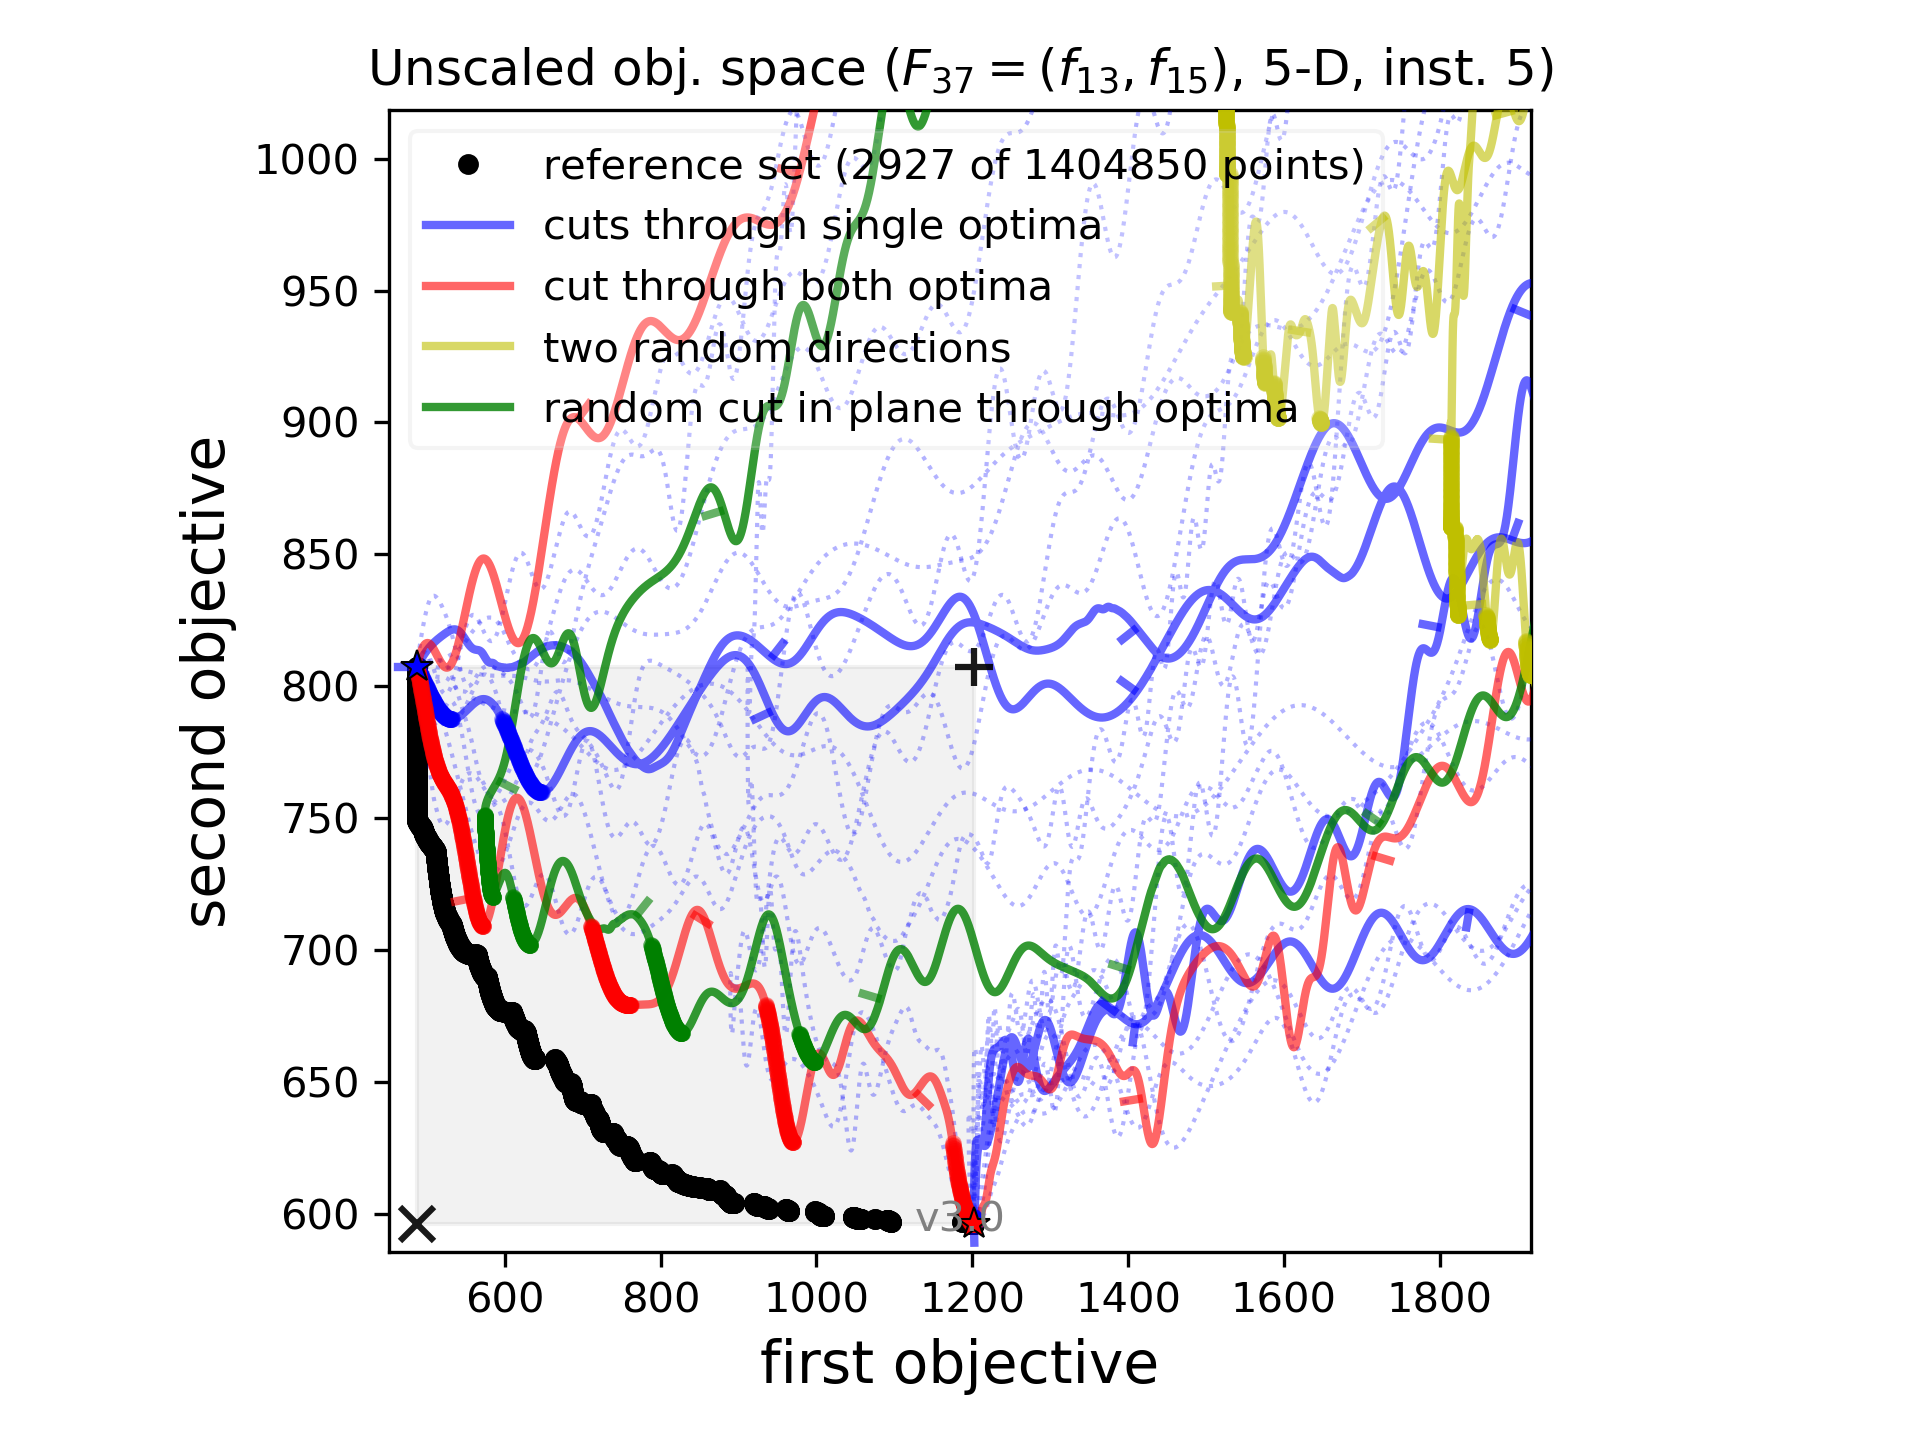 Unscaled obj. space (F37 = (f13, f15), 5-D, inst. 5)
reference set (2927 of 1404850 points)
cuts through single optima
cut through both optima
two random directions
random cut in plane through optima
second objective
1000
950
900
850
800
750
700
650
600
v3.0
600 800 1000 1200 1400 1600 1800
first objective